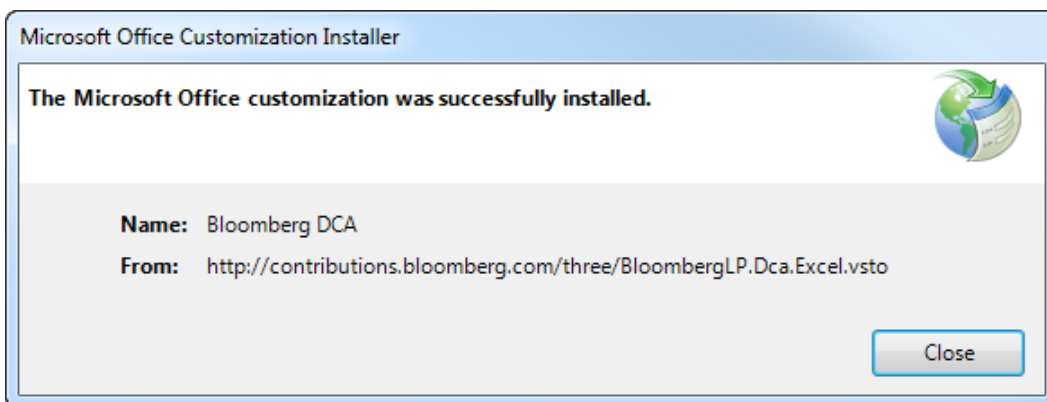 Microsoft Office Customization Installer
The Microsoft Office customization was successfully installed.
Name: Bloomberg DCA
From: http://contributions.bloomberg.com/three/BloombergLP.Dca.Excel.vsto
Close